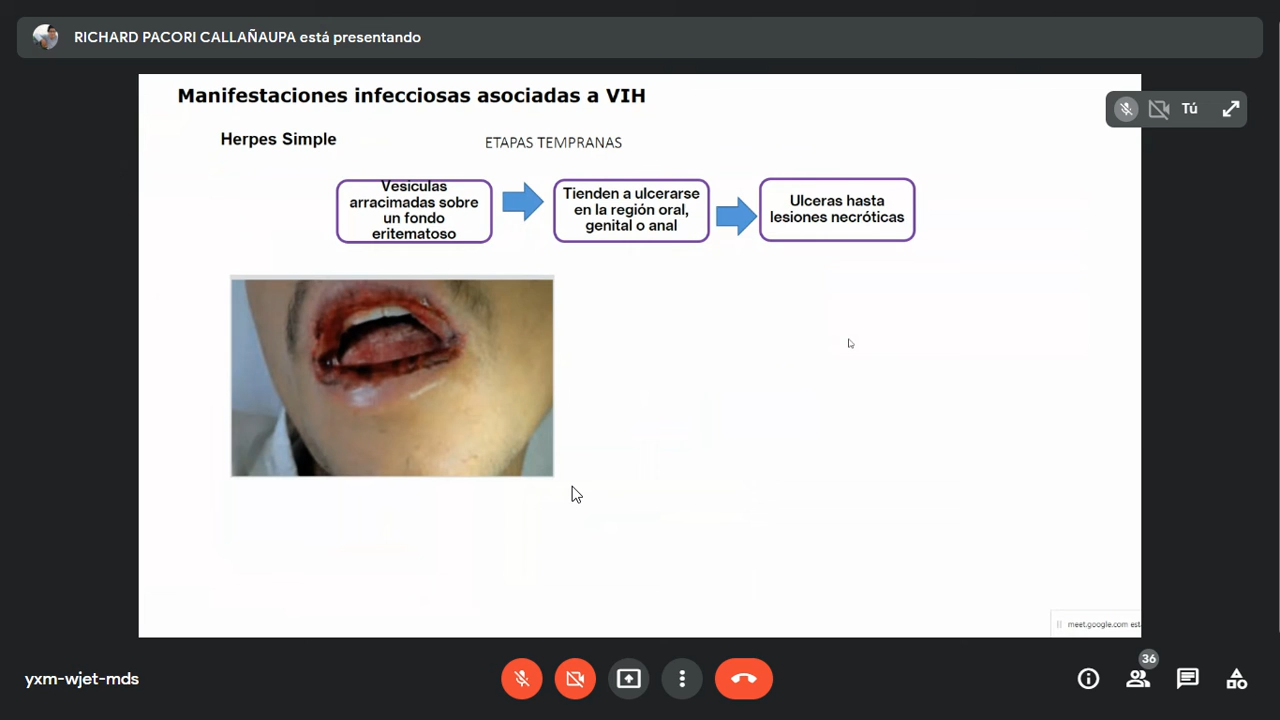 RICHARD PACORI CALLAÑAUPA está presentando
Manifestaciones infecciosas asociadas a VIH
Tú
Herpes Simple
ETAPAS TEMPRANAS
Vesículas
arracimadas sobre
un fondo
eritematoso
Tienden a ulcerarse
en la región oral,
genital o anal
Ulceras hasta
lesiones necróticas
meet.google.com est
yxm-wjet-mds
36